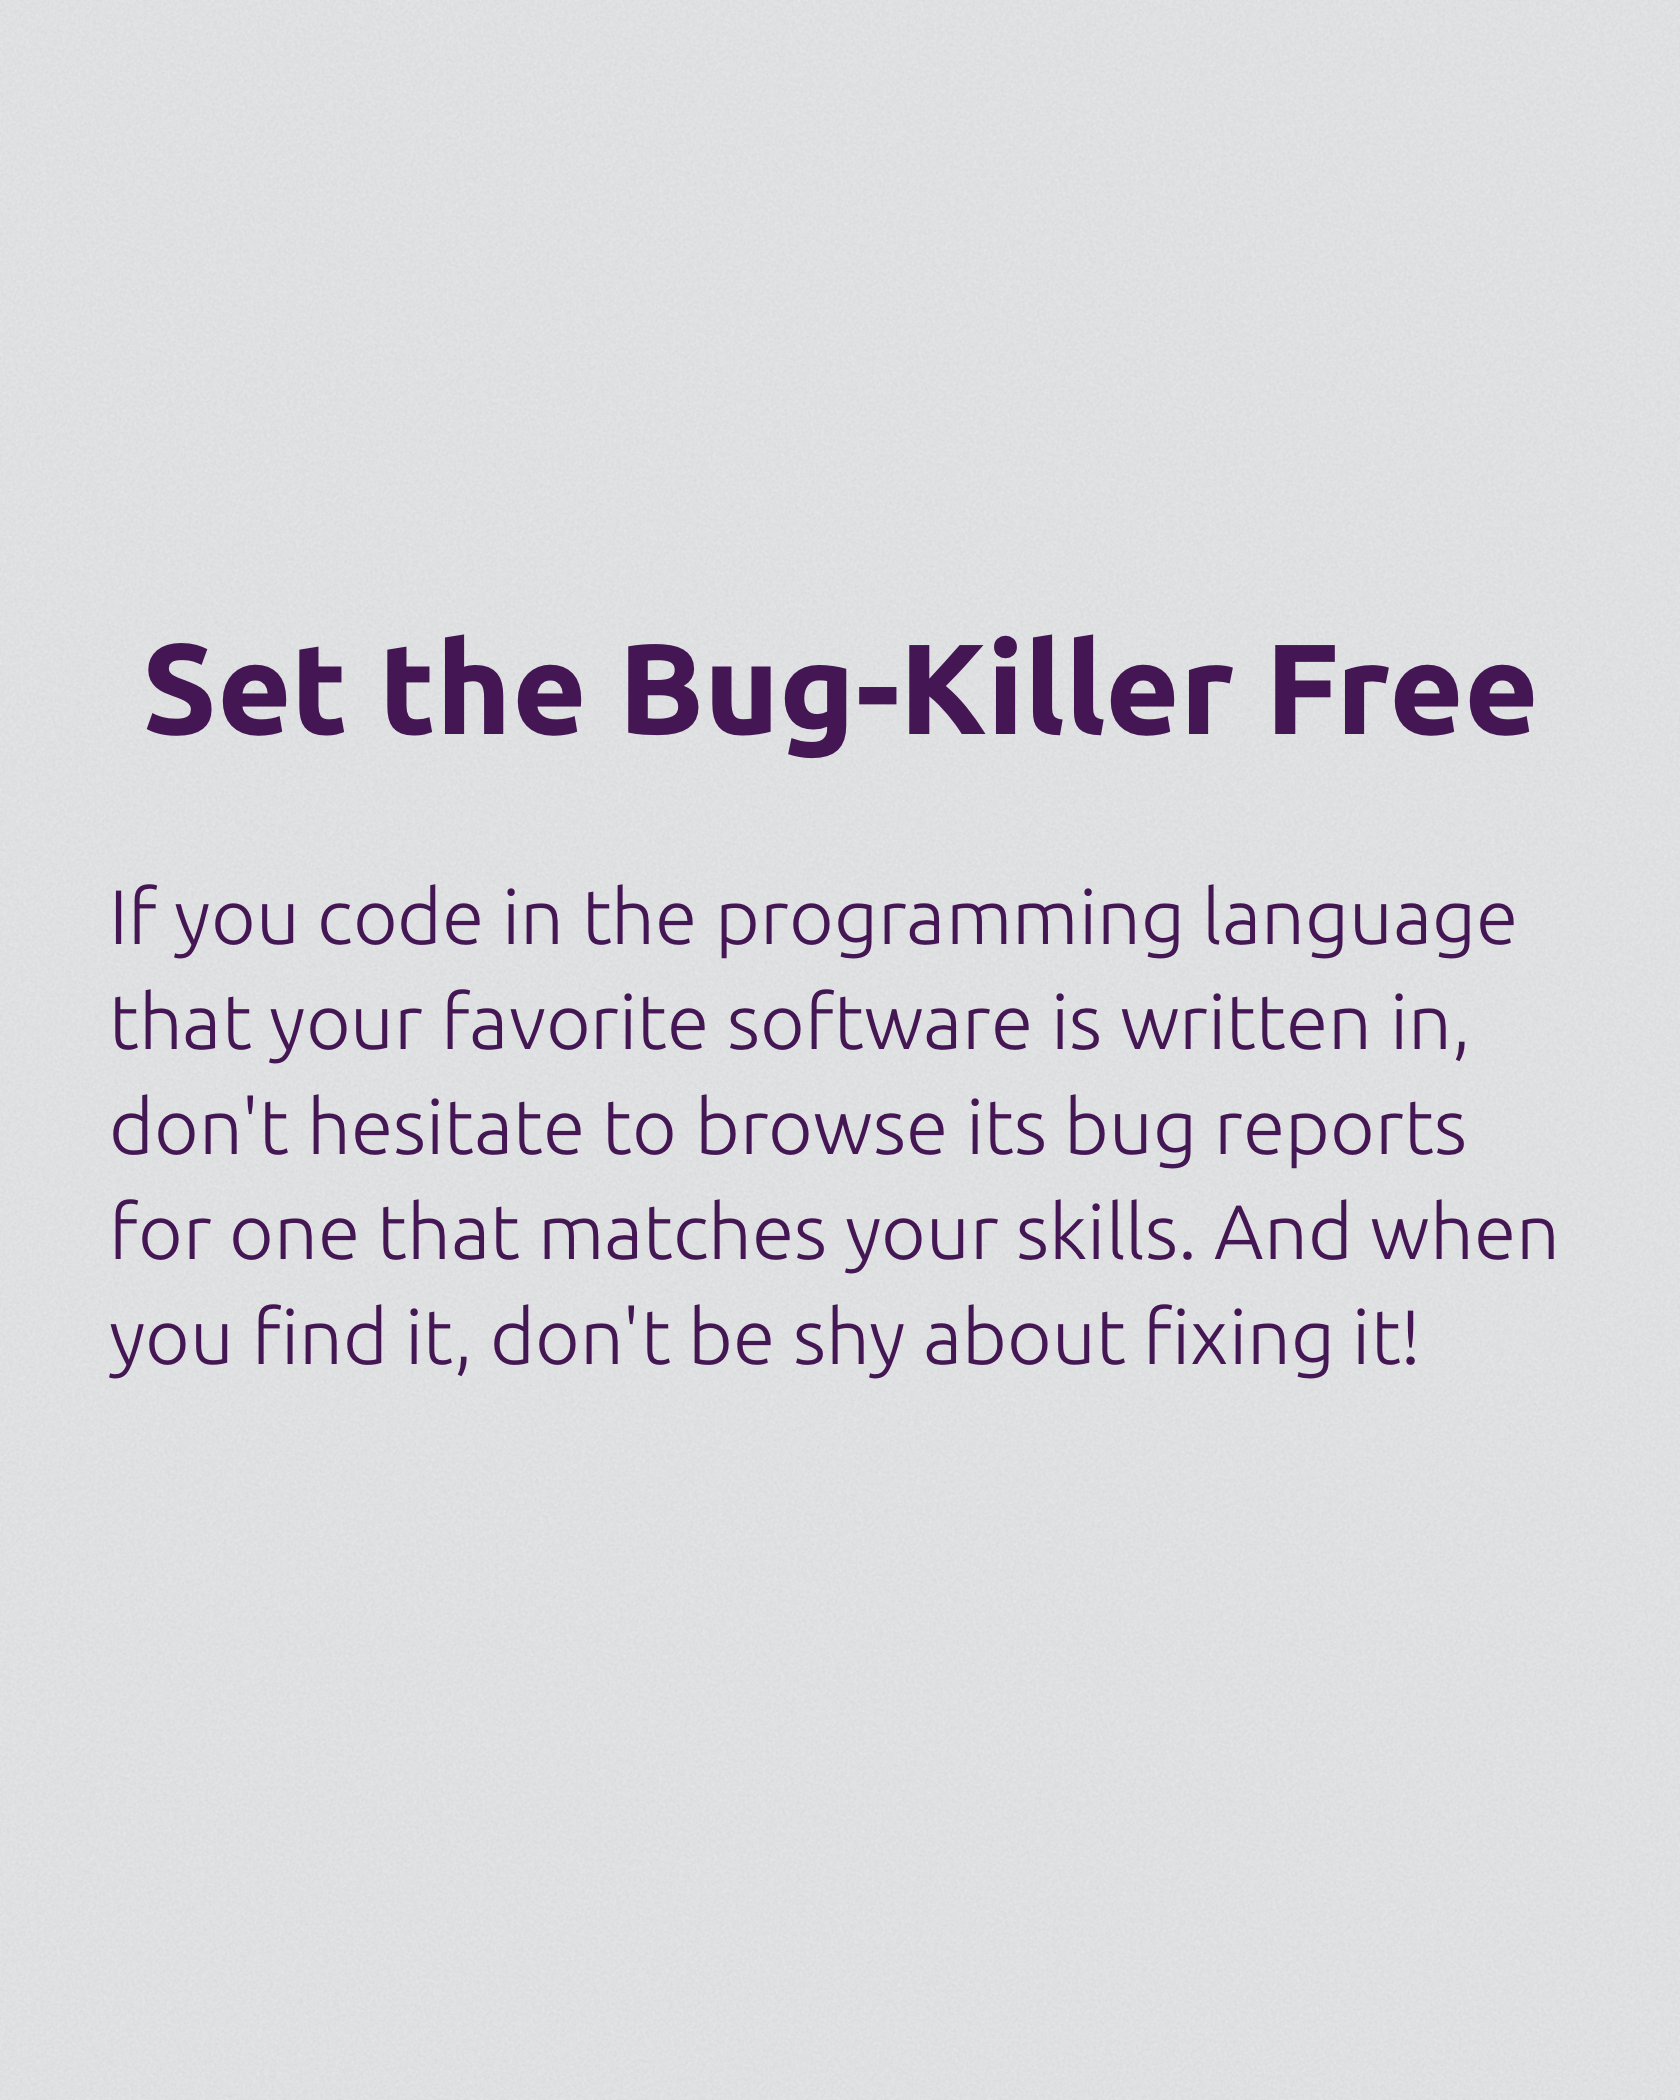 Set the Bug-Killer Free
If you code in the programming language
that your favorite software is written in,
don't hesitate to browse its bug reports
for one that matches your skills. And when
you find it, don't be shy about fixing it!